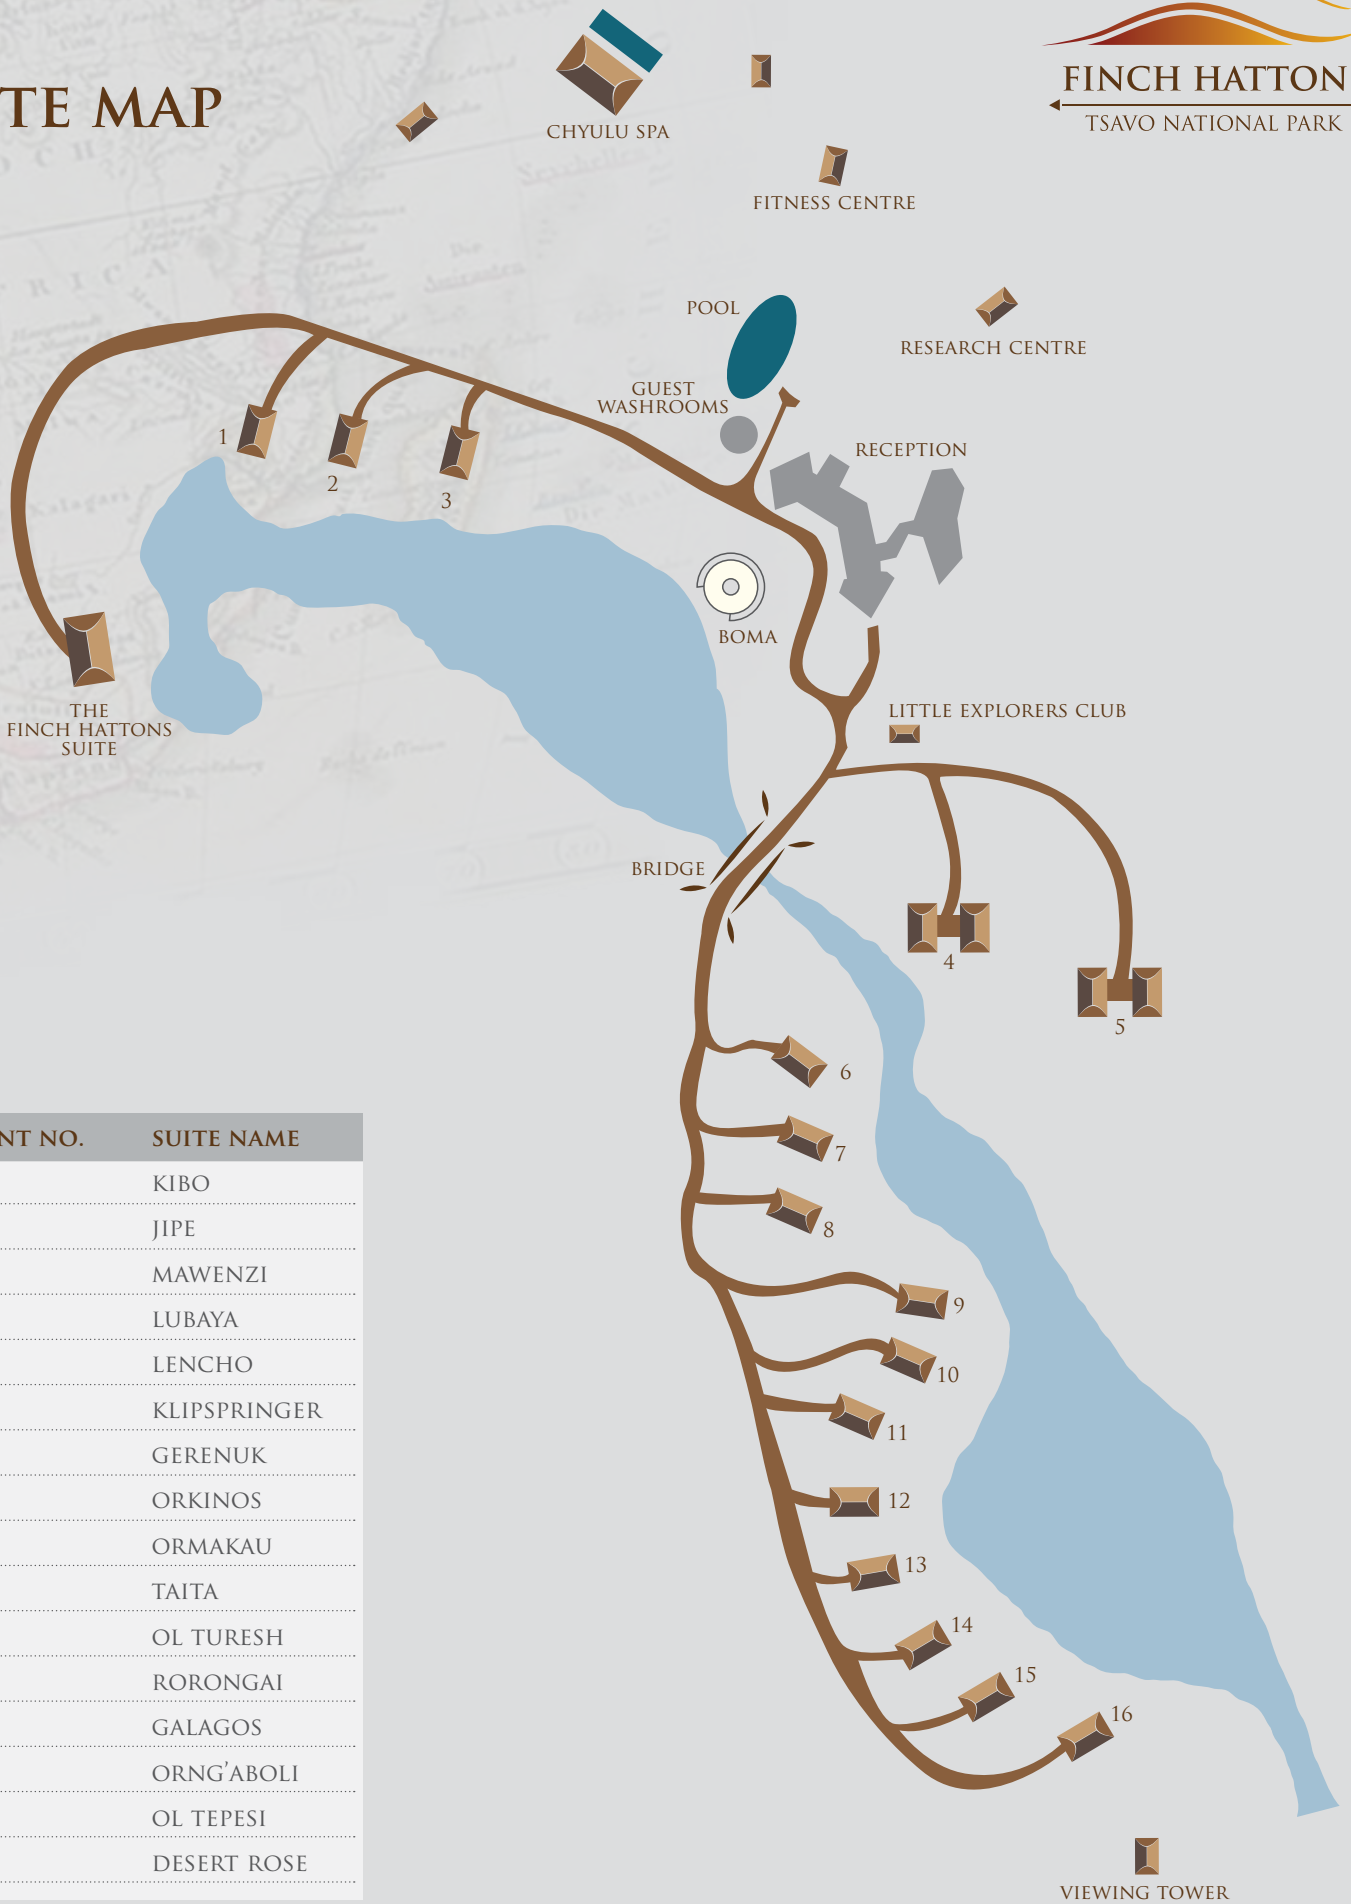 TE MAP
FINCH HATTON
TSAVO NATIONAL PARK
CHYULU SPA
FITNESS CENTRE
POOL
RESEARCH CENTRE
GUEST
WASHROOMS
RECEPTION
1
2
3
BOMA
THE
FINCH HATTONS
SUITE
LITTLE EXPLORERS CLUB
BRIDGE
4
5
6
7
8
9
10
11
12
13
14
15
16
VIEWING TOWER
NT NO. SUITE NAME
KIBO
JIPE
MAWENZI
LUBAYA
LENCHO
KLIPSPRINGER
GERENUK
ORKINOS
ORMAKAU
TAITA
OL TURESH
RORONGAI
GALAGOS
ORNG'ABOLI
OL TEPESI
DESERT ROSE